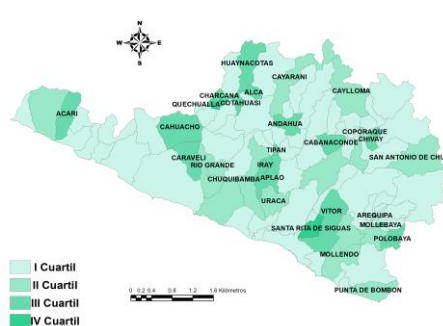 N
W E
S
HUAYNACOTAS
CAYARANI
CHARCANA ALCA
QUECHUALLA COTAHUASI
CAYLLOMA
ACARI
CAHUACHO
ANDAHUA
COPORAQUE
CHIVAY
CABANACONDE
TIPAN
SAN ANTONIO DE CHU
CARAVELI
RIO GRANDE
IRAY
CHUQUIBAMBA APLAO
URACA
VITOR
AREQUIPA
MOLLEBAYA
SANTA RITA DE SIGUAS
POLOBAYA
MOLLENDO
PUNTA DE BOMBON
I Cuartil
II Cuartil
III Cuartil
IV Cuartil
0 0.2 0.4 0.8 1.2 1.6 Kilómetros